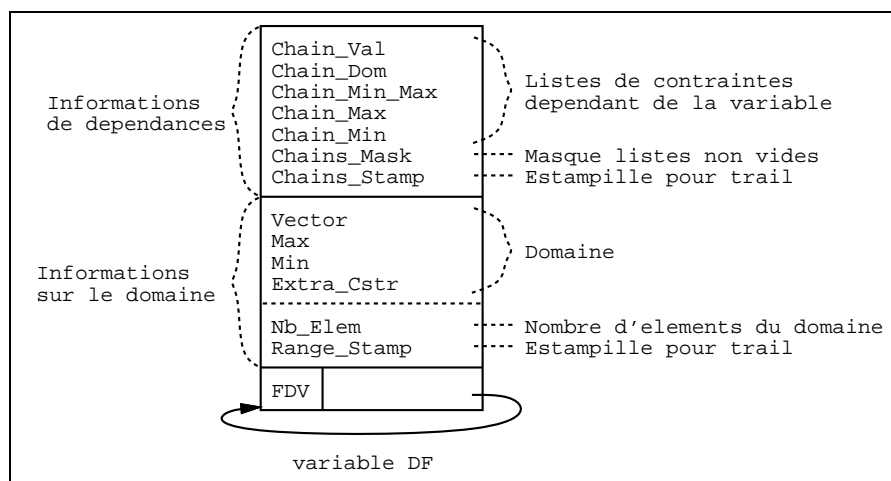 Chain_Val
Chain_Dom
Chain_Min_Max
Chain_Max
Chain_Min
Chains_Mask
Chains_Stamp
Informations
de dependances
Listes de contraintes
dependant de la variable
Masque listes non vides
Estampille pour trail
Vector
Max
Min
Extra_Cstr
Nb_Elem
Range_Stamp
Informations
sur le domaine
Domaine
Nombre d'elements du domaine
Estampille pour trail
FDV
variable DF